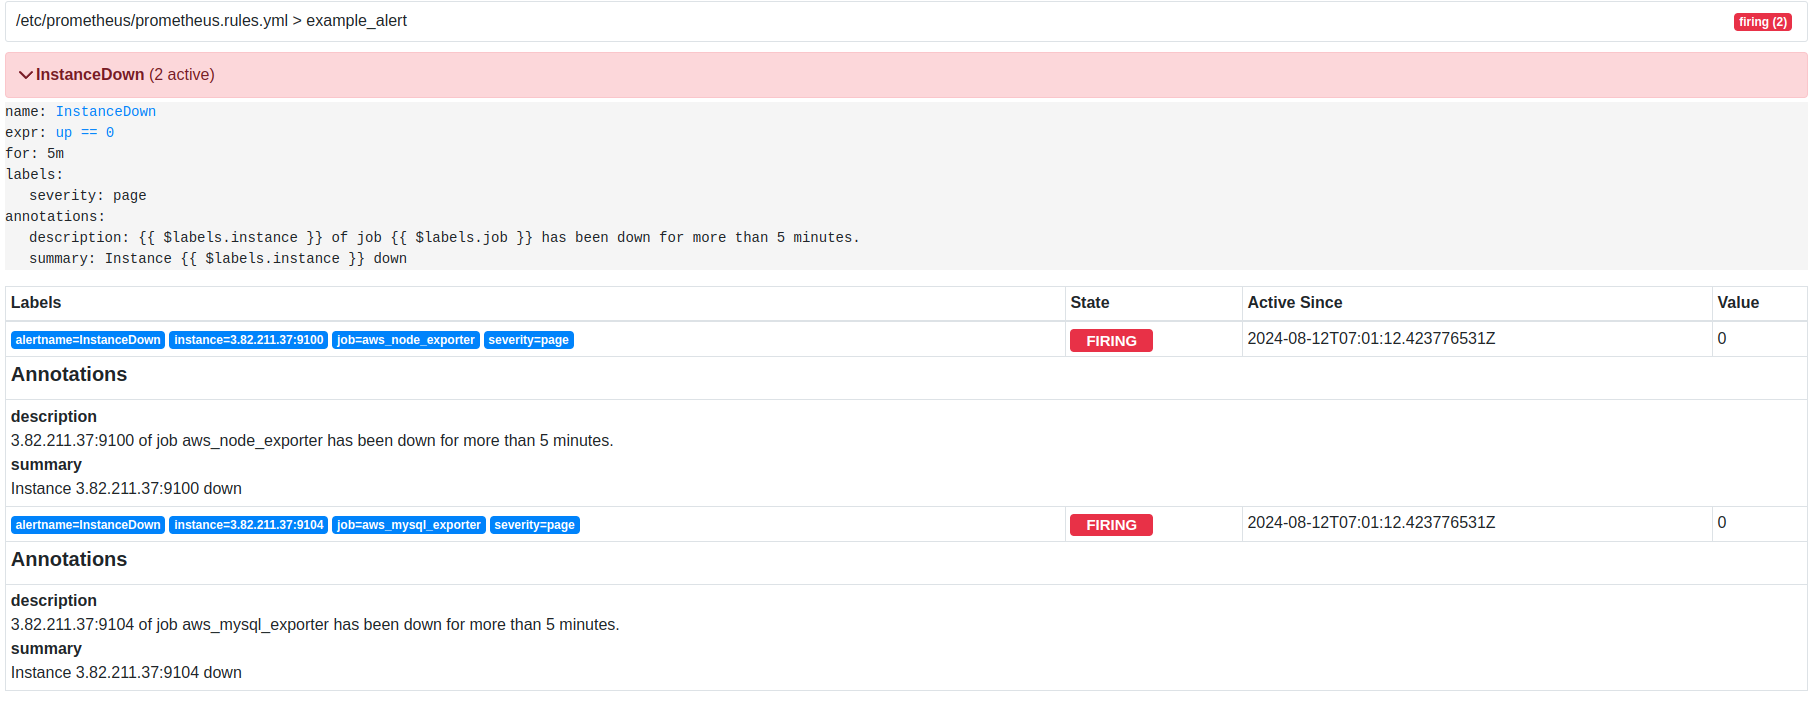 /etc/prometheus/prometheus.rules.yml > example_alert firing (2)
InstanceDown (2 active)
name: InstanceDown
expr: up == 0
for: 5m
labels:
severity: page
annotations:
description: {{ $labels.instance }} of job {{ $labels.job }} has been down for more than 5 minutes.
summary: Instance {{ $labels.instance }} down
Labels State Active Since Value
alertname=InstanceDown instance=3.82.211.37:9100 job=aws_node_exporter severity=page FIRING 2024-08-12T07:01:12.423776531Z 0
Annotations
description
3.82.211.37:9100 of job aws_node_exporter has been down for more than 5 minutes.
summary
Instance 3.82.211.37:9100 down
alertname=InstanceDown instance=3.82.211.37:9104 job=aws_mysql_exporter severity=page FIRING 2024-08-12T07:01:12.423776531Z 0
Annotations
description
3.82.211.37:9104 of job aws_mysql_exporter has been down for more than 5 minutes.
summary
Instance 3.82.211.37:9104 down